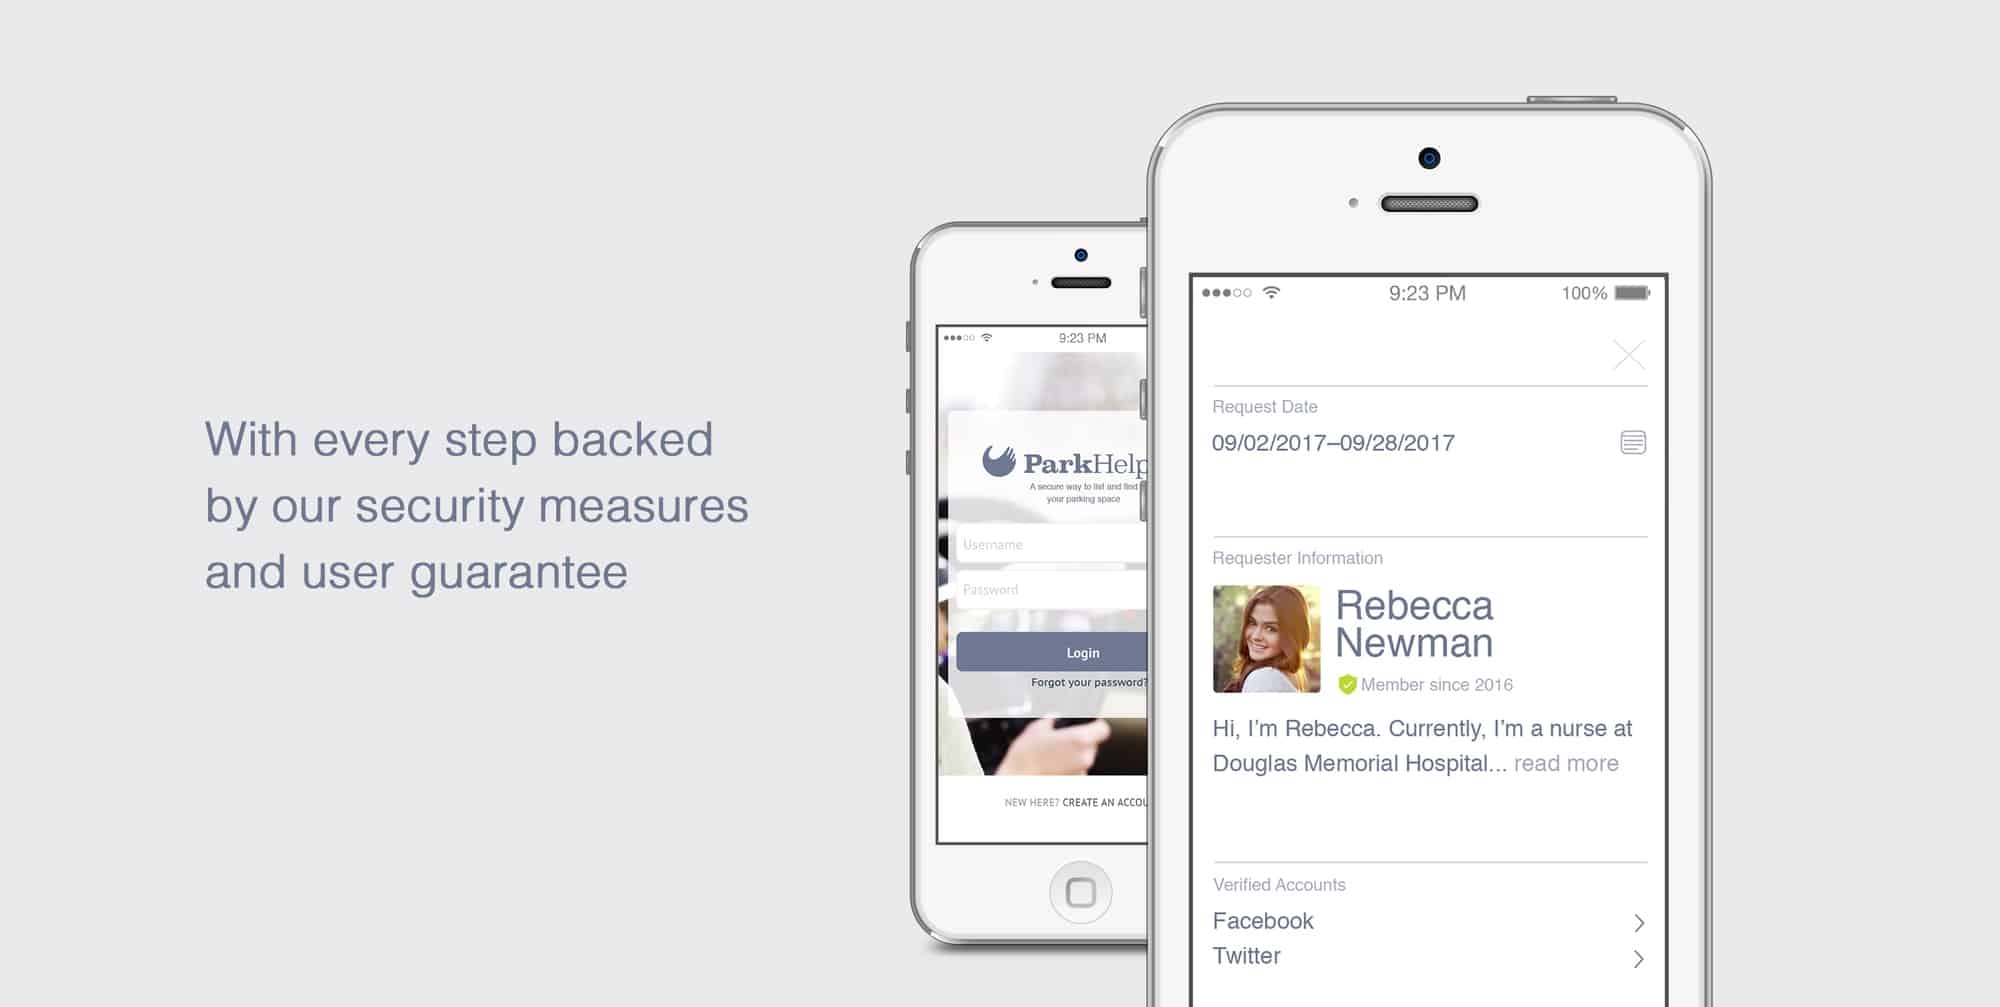 With every step backed
by our security measures
and user guarantee
9:23 PM
ParkHelp
A secure way to list and find
your parking space
Username
Password
Login
Forgot your password?
NEW HERE? CREATE AN ACCOU
9:23 PM 100%
Request Date
09/02/2017–09/28/2017
Requester Information
Rebecca
Newman
Member since 2016
Hi, I'm Rebecca. Currently, I'm a nurse at
Douglas Memorial Hospital... read more
Verified Accounts
Facebook
Twitter